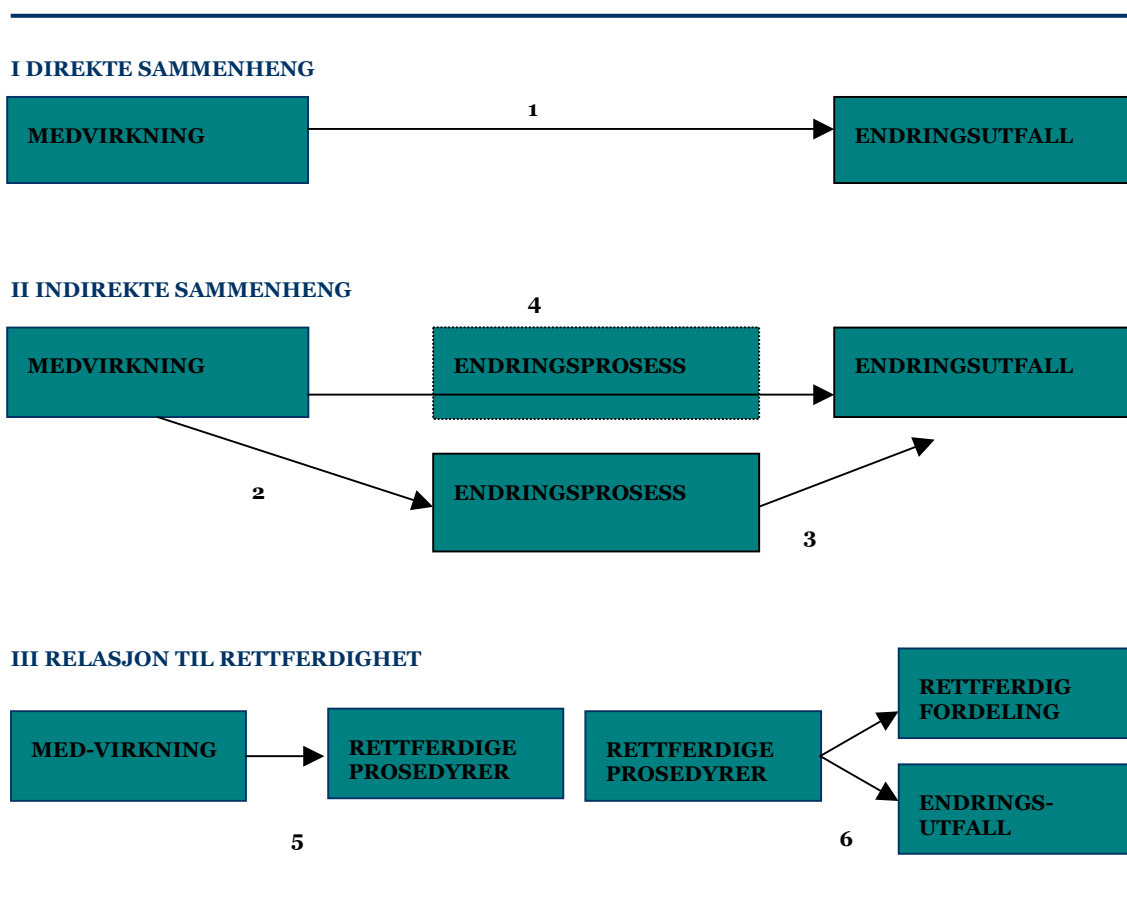 I DIREKTE SAMMENHENG
1
MEDVIRKNING
ENDRINGSUTFALL
II INDIREKTE SAMMENHENG
4
MEDVIRKNING
ENDRINGSPROSESS
ENDRINGSUTFALL
2
ENDRINGSPROSESS
3
III RELASJON TIL RETTFERDIGHET
MED-VIRKNING
RETTFERDIGE
PROSEDYRER
RETTFERDIGE
PROSEDYRER
RETTFERDIG
FORDELING
ENDRINGS-
UTFALL
5
6